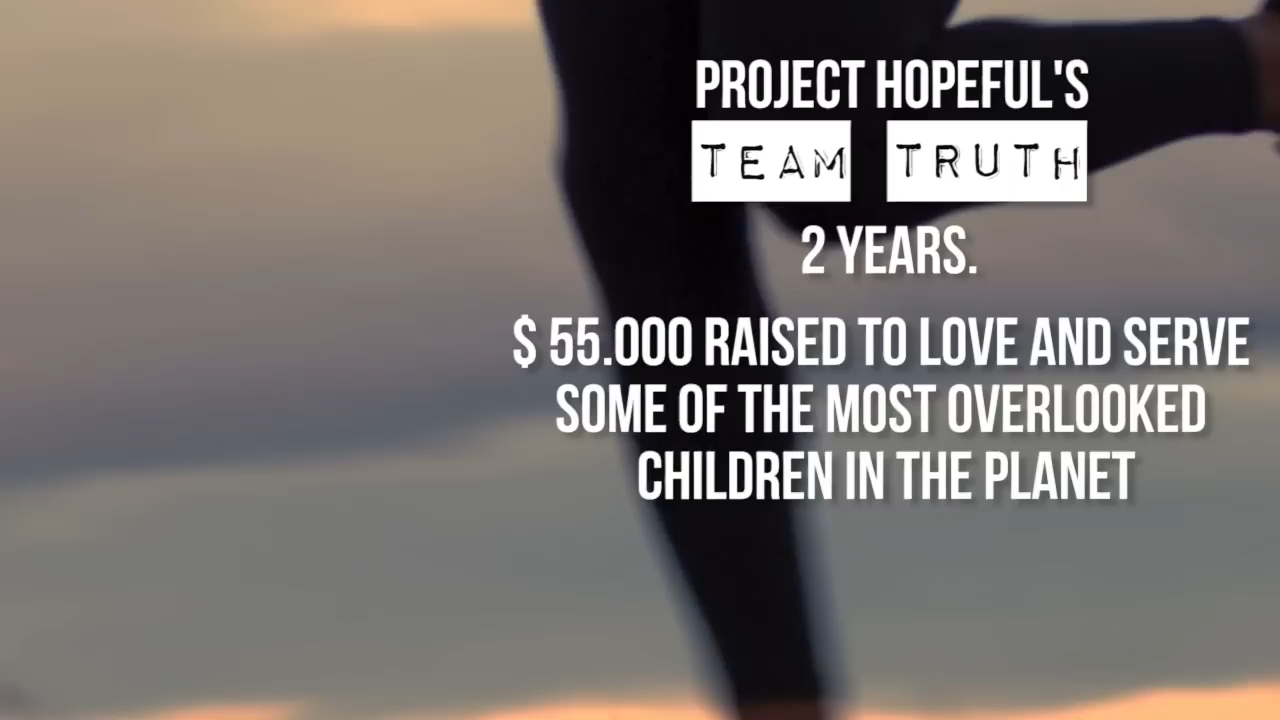 PROJECT HOPEFUL'S
TEAM TRUTH
2 YEARS.
$ 55.000 RAISED TO LOVE AND SERVE
SOME OF THE MOST OVERLOOKED
CHILDREN IN THE PLANET